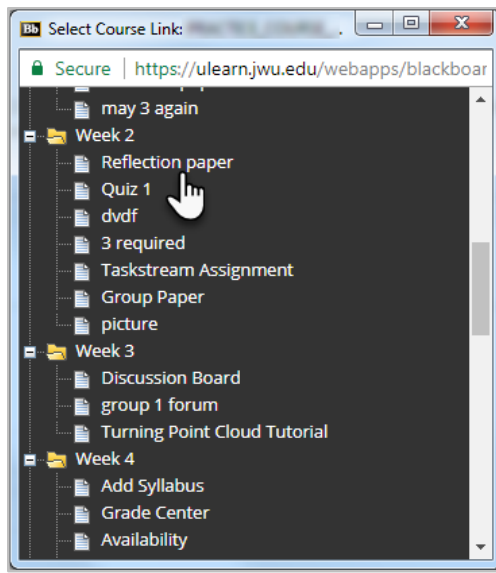 Bb Select Course Link:
Secure | https://ulearn.jwu.edu/webapps/blackboar
may 3 again
Week 2
Reflection paper
Quiz 1
dvdf
3 required
Taskstream Assignment
Group Paper
picture
Week 3
Discussion Board
group 1 forum
Turning Point Cloud Tutorial
Week 4
Add Syllabus
Grade Center
Availability